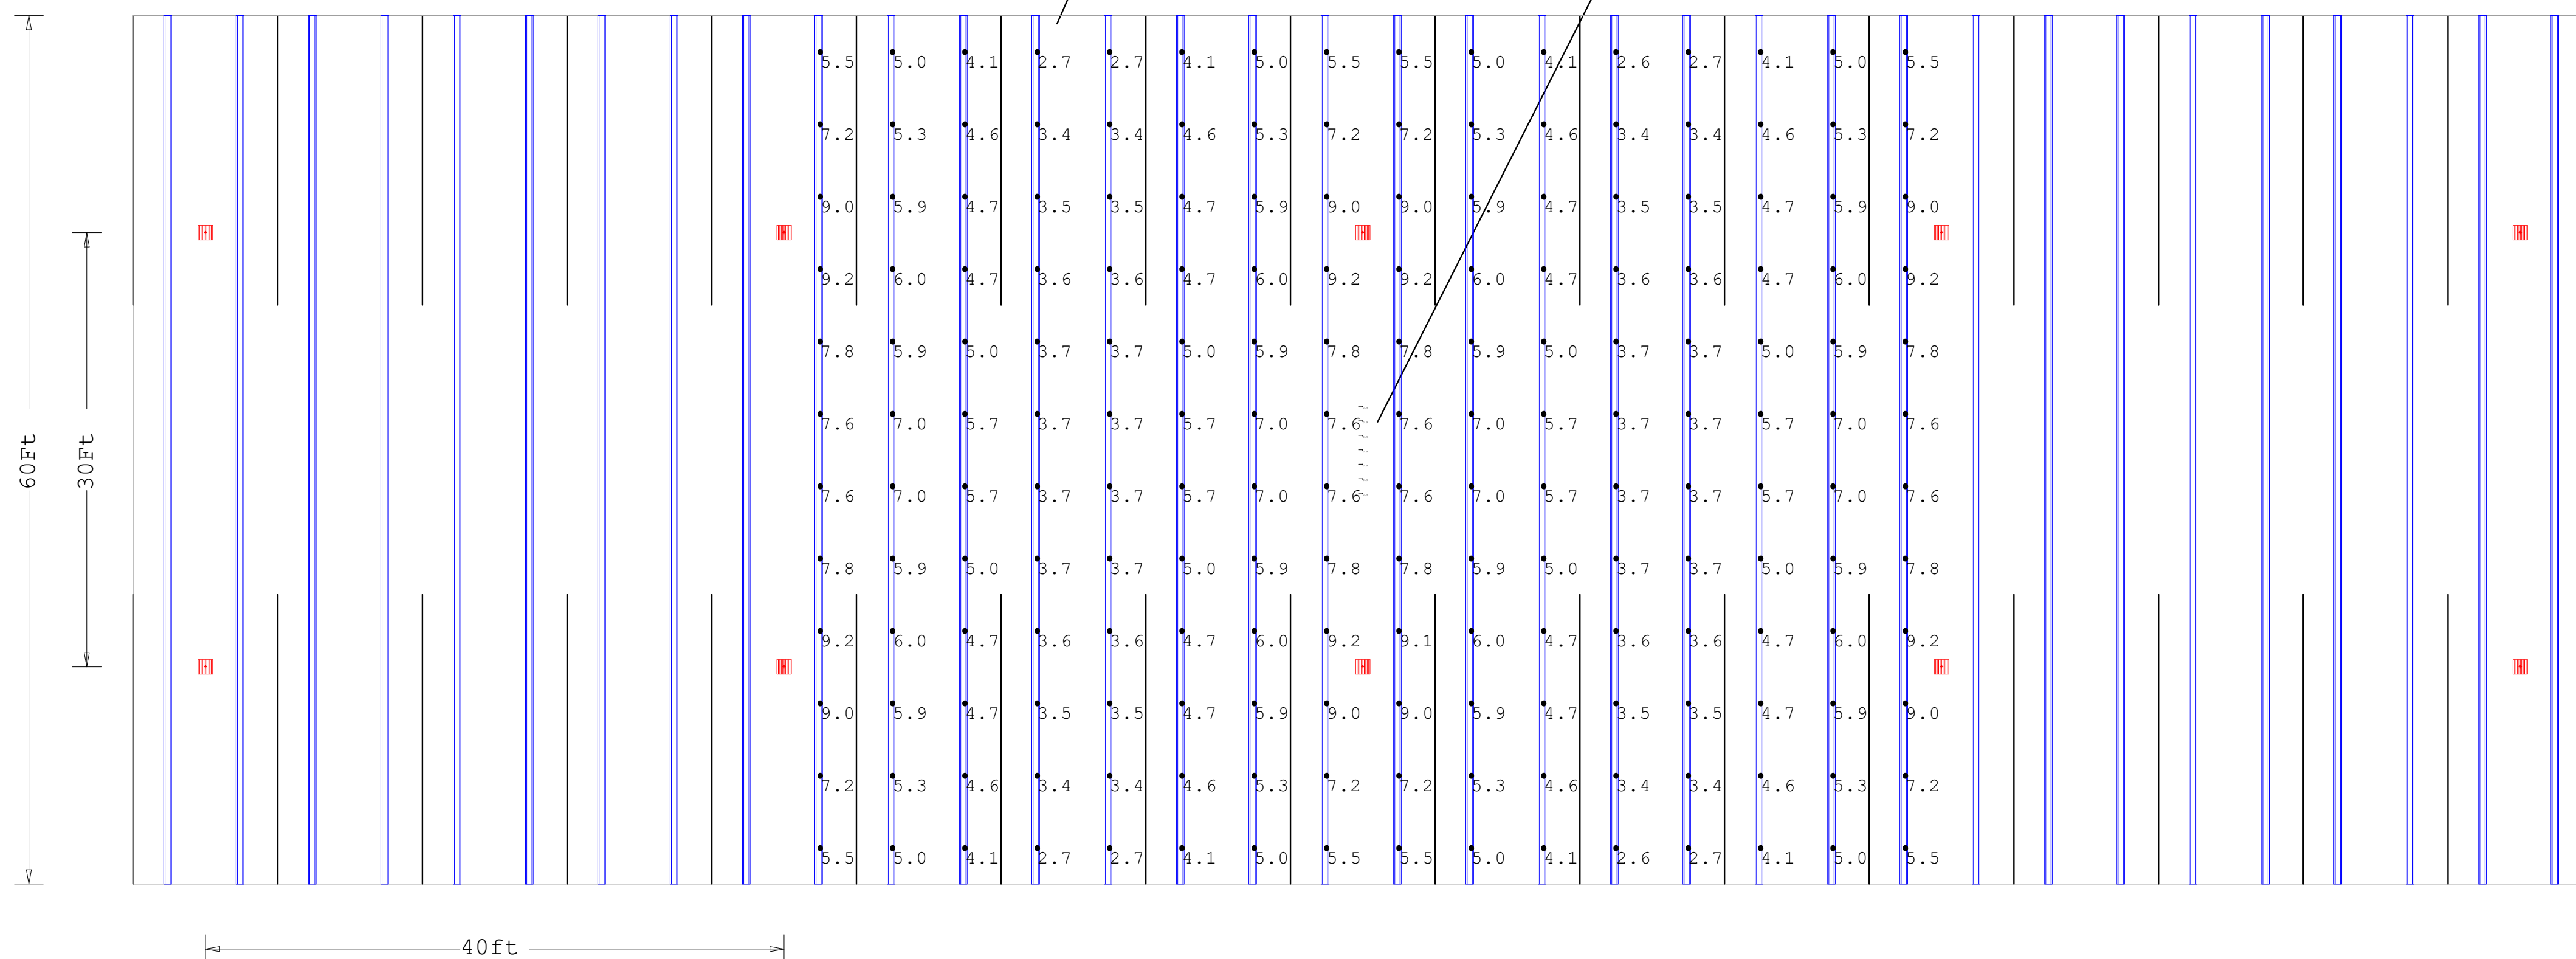 5.5 5.0 4.1 2.7 2.7 4.1 5.0 5.5 5.5 5.0 4.1 2.6 2.7 4.1 5.0 5.5
7.2 5.3 4.6 3.4 3.4 4.6 5.3 7.2 7.2 5.3 4.6 3.4 3.4 4.6 5.3 7.2
9.0 5.9 4.7 3.5 3.5 4.7 5.9 9.0 9.0 5.9 4.7 3.5 3.5 4.7 5.9 9.0
9.2 6.0 4.7 3.6 3.6 4.7 6.0 9.2 9.2 6.0 4.7 3.6 3.6 4.7 6.0 9.2
7.8 5.9 5.0 3.7 3.7 5.0 5.9 7.8 7.8 5.9 5.0 3.7 3.7 5.0 5.9 7.8
7.6 7.0 5.7 3.7 3.7 5.7 7.0 7.6 7.6 7.0 5.7 3.7 3.7 5.7 7.0 7.6
60Ft
30Ft
7.6 7.0 5.7 3.7 3.7 5.7 7.0 7.6 7.6 7.0 5.7 3.7 3.7 5.7 7.0 7.6
7.8 5.9 5.0 3.7 3.7 5.0 5.9 7.8 7.8 5.9 5.0 3.7 3.7 5.0 5.9 7.8
9.2 6.0 4.7 3.6 3.6 4.7 6.0 9.2 9.1 6.0 4.7 3.6 3.6 4.7 6.0 9.2
9.0 5.9 4.7 3.5 3.5 4.7 5.9 9.0 9.0 5.9 4.7 3.5 3.5 4.7 5.9 9.0
7.2 5.3 4.6 3.4 3.4 4.6 5.3 7.2 7.2 5.3 4.6 3.4 3.4 4.6 5.3 7.2
5.5 5.0 4.1 2.7 2.7 4.1 5.0 5.5 5.5 5.0 4.1 2.6 2.7 4.1 5.0 5.5
40ft